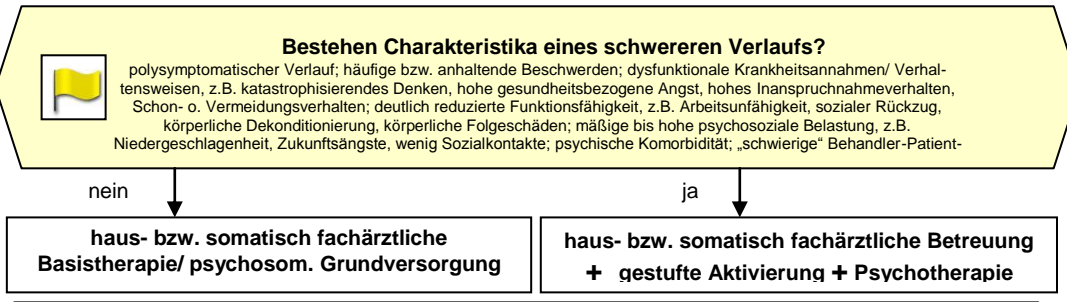 Bestehen Charakteristika eines schwereren Verlaufs?
polysymptomatischer Verlauf; häufige bzw. anhaltende Beschwerden; dysfunktionale Krankheitsannahmen/ Verhal-
tensweisen, z.B. katastrophisierendes Denken, hohe gesundheitsbezogene Angst, hohes Inanspruchnahmeverhalten,
Schon- o. Vermeidungsverhalten; deutlich reduzierte Funktionsfähigkeit, z.B. Arbeitsunfähigkeit, sozialer Rückzug,
körperliche Dekonditionierung, körperliche Folgeschäden; mäßige bis hohe psychosoziale Belastung, z.B.
Niedergeschlagenheit, Zukunftsängste, wenig Sozialkontakte; psychische Komorbidität; „schwierige“ Behandler-Patient-
nein
ja
haus- bzw. somatisch fachärztliche
Basistherapie/ psychosom. Grundversorgung
haus- bzw. somatisch fachärztliche Betreuung
+ gestufte Aktivierung + Psychotherapie